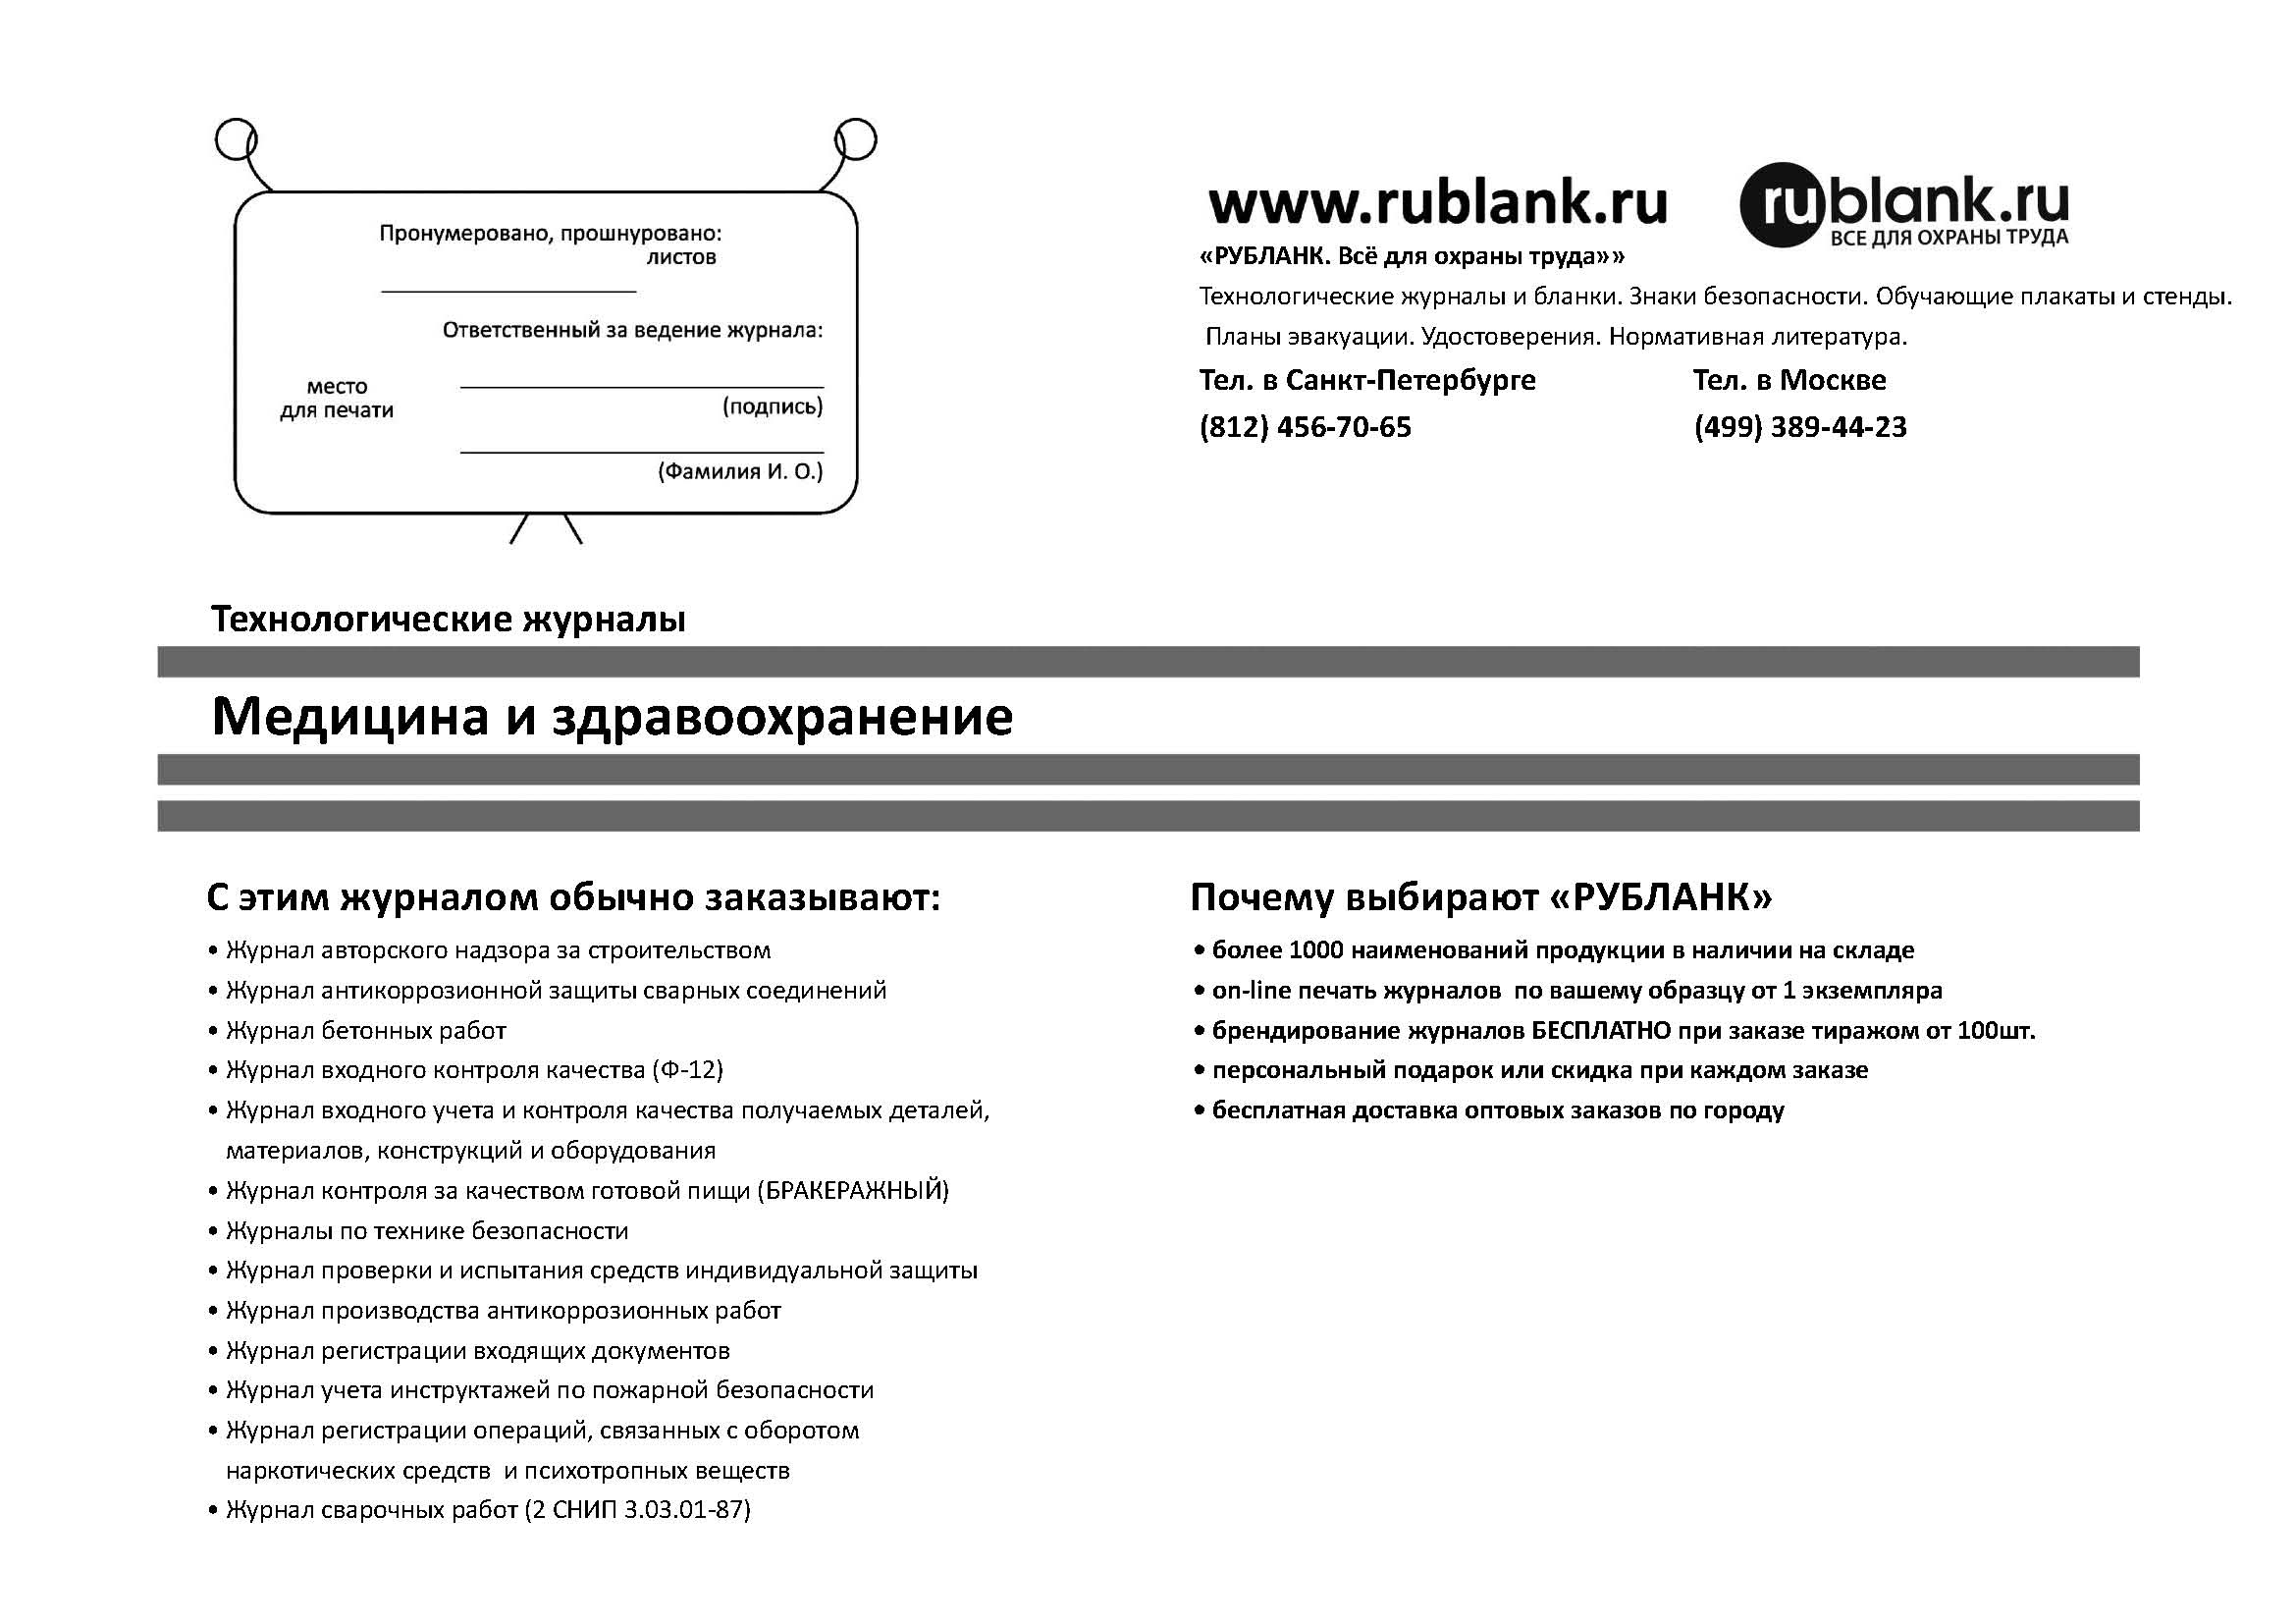 Пронумеровано, прошнуровано:
листов
Ответственный за ведение журнала:
место
для печати
(подпись)
(Фамилия И. О.)
www.rublank.ru
rublank.ru
ВСЕ ДЛЯ ОХРАНЫ ТРУДА
«РУБЛАНК. Всё для охраны труда»»
Технологические журналы и бланки. Знаки безопасности. Обучающие плакаты и стенды.
Планы эвакуации. Удостоверения. Нормативная литература.
Тел. в Санкт-Петербурге
Тел. в Москве
(812) 456-70-65
(499) 389-44-23
Технологические журналы
Медицина и здравоохранение
С этим журналом обычно заказывают:
• Журнал авторского надзора за строительством
• Журнал антикоррозионной защиты сварных соединений
• Журнал бетонных работ
• Журнал входного контроля качества (Ф-12)
• Журнал входного учета и контроля качества получаемых деталей,
материалов, конструкций и оборудования
• Журнал контроля за качеством готовой пищи (БРАКЕРАЖНЫЙ)
• Журналы по технике безопасности
• Журнал проверки и испытания средств индивидуальной защиты
• Журнал производства антикоррозионных работ
• Журнал регистрации входящих документов
• Журнал учета инструктажей по пожарной безопасности
• Журнал регистрации операций, связанных с оборотом
наркотических средств и психотропных веществ
• Журнал сварочных работ (2 СНИП 3.03.01-87)
Почему выбирают «РУБЛАНК»
• более 1000 наименований продукции в наличии на складе
• on-line печать журналов по вашему образцу от 1 экземпляра
• брендирование журналов БЕСПЛАТНО при заказе тиражом от 100шт.
• персональный подарок или скидка при каждом заказе
• бесплатная доставка оптовых заказов по городу